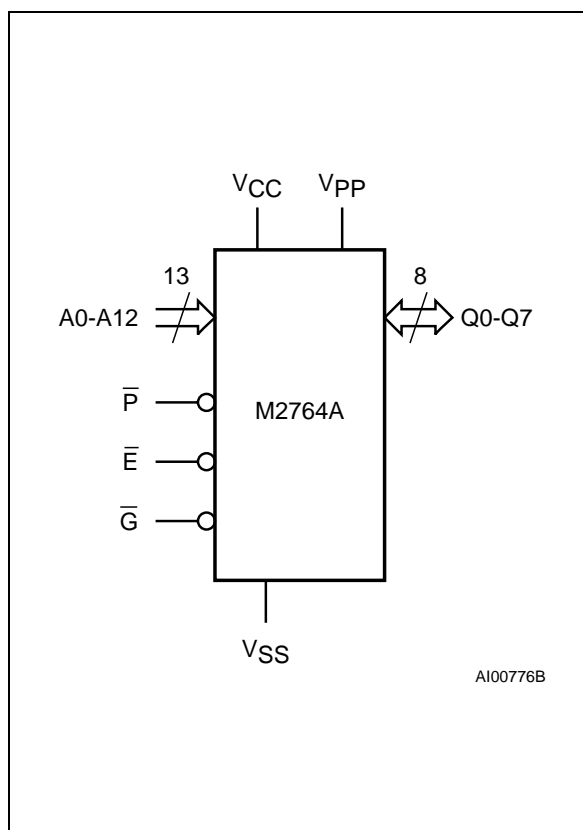 VCC VPP
13 8
A0-A12 Q0-Q7
P̅
M2764A
E̅
G̅
VSS
AI00776B